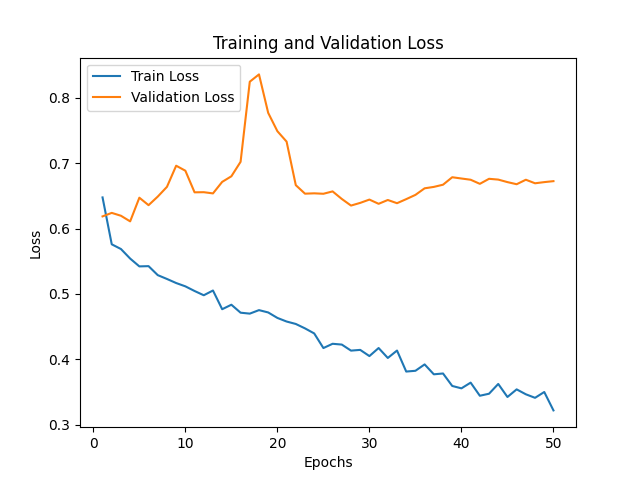 Training and Validation Loss
Train Loss
Validation Loss
0.8
0.7
0.6
0.5
0.4
0.3
Loss
0 10 20 30 40 50
Epochs